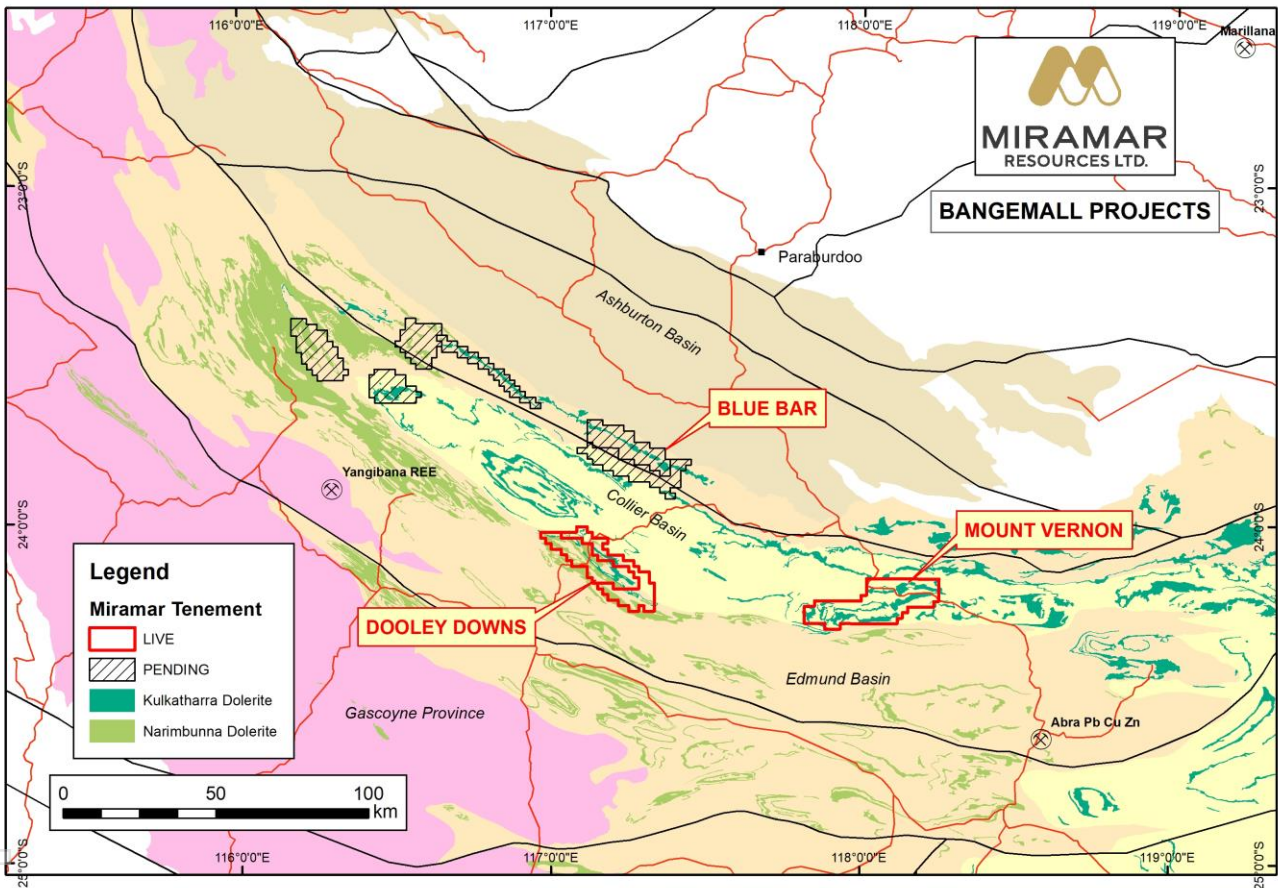 116°0'0"E
117°0'0"E
118°0'0"E
119°0'0"E
Marillana
MIRAMAR
RESOURCES LTD.
BANGEMALL PROJECTS
23°0'0"S
23°0'0"S
Paraburdoo
Ashburton Basin
BLUE BAR
Yangibana REE
Collier Basin
24°0'0"S
24°0'0"S
MOUNT VERNON
DOOLEY DOWNS
Edmund Basin
Gascoyne Province
Abra Pb Cu Zn
Legend
Miramar Tenement
LIVE
PENDING
Kulkatharra Dolerite
Narimbunna Dolerite
0 50 100
km
25°0'0"S
25°0'0"S
116°0'0"E
117°0'0"E
118°0'0"E
119°0'0"E